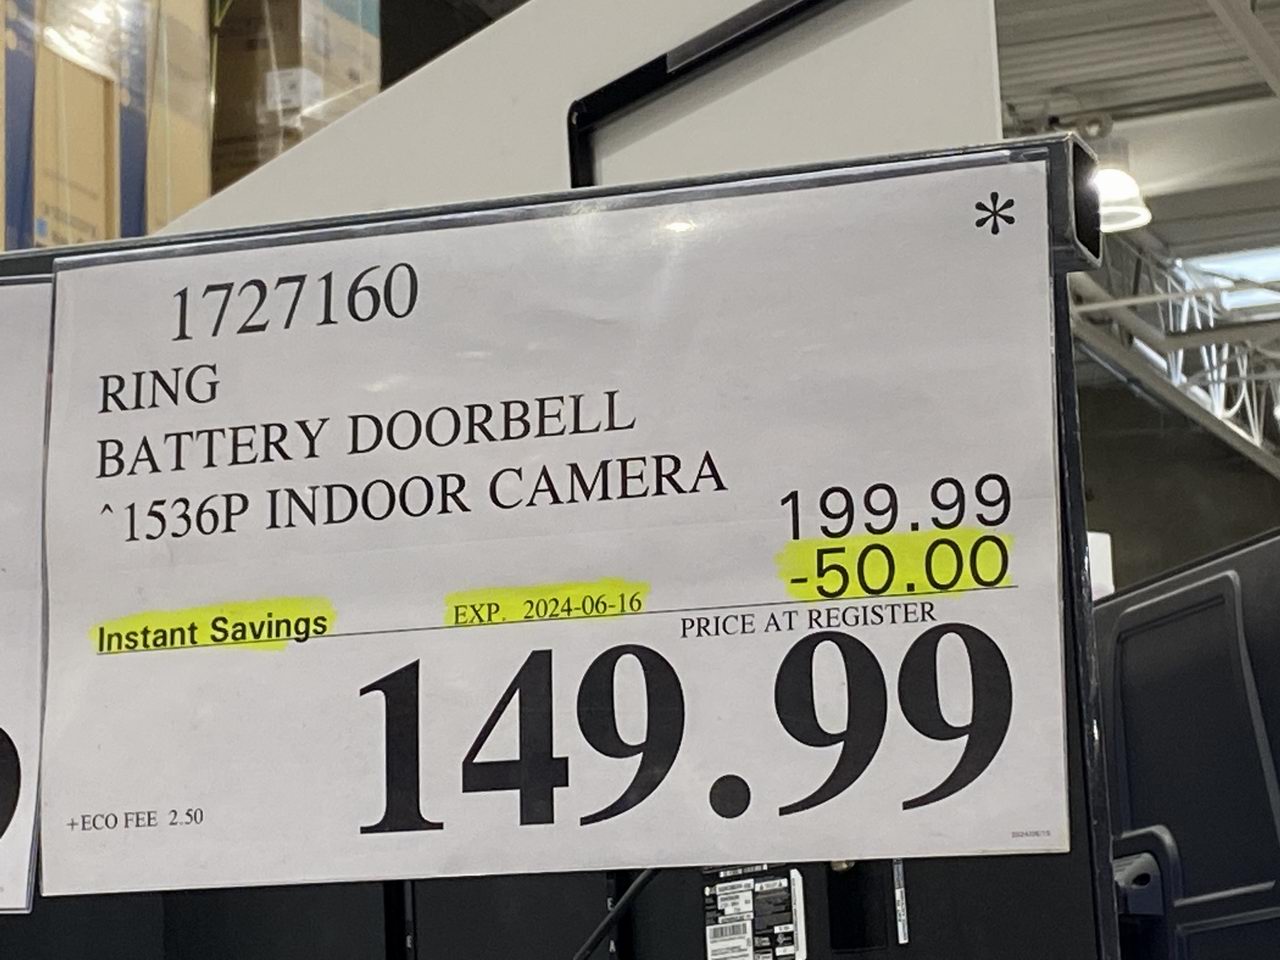 *
1727160
RING
BATTERY DOORBELL
^1536P INDOOR CAMERA
199.99
-50.00
Instant Savings EXP. 2024-06-16
PRICE AT REGISTER
149.99
+ECO FEE 2.50